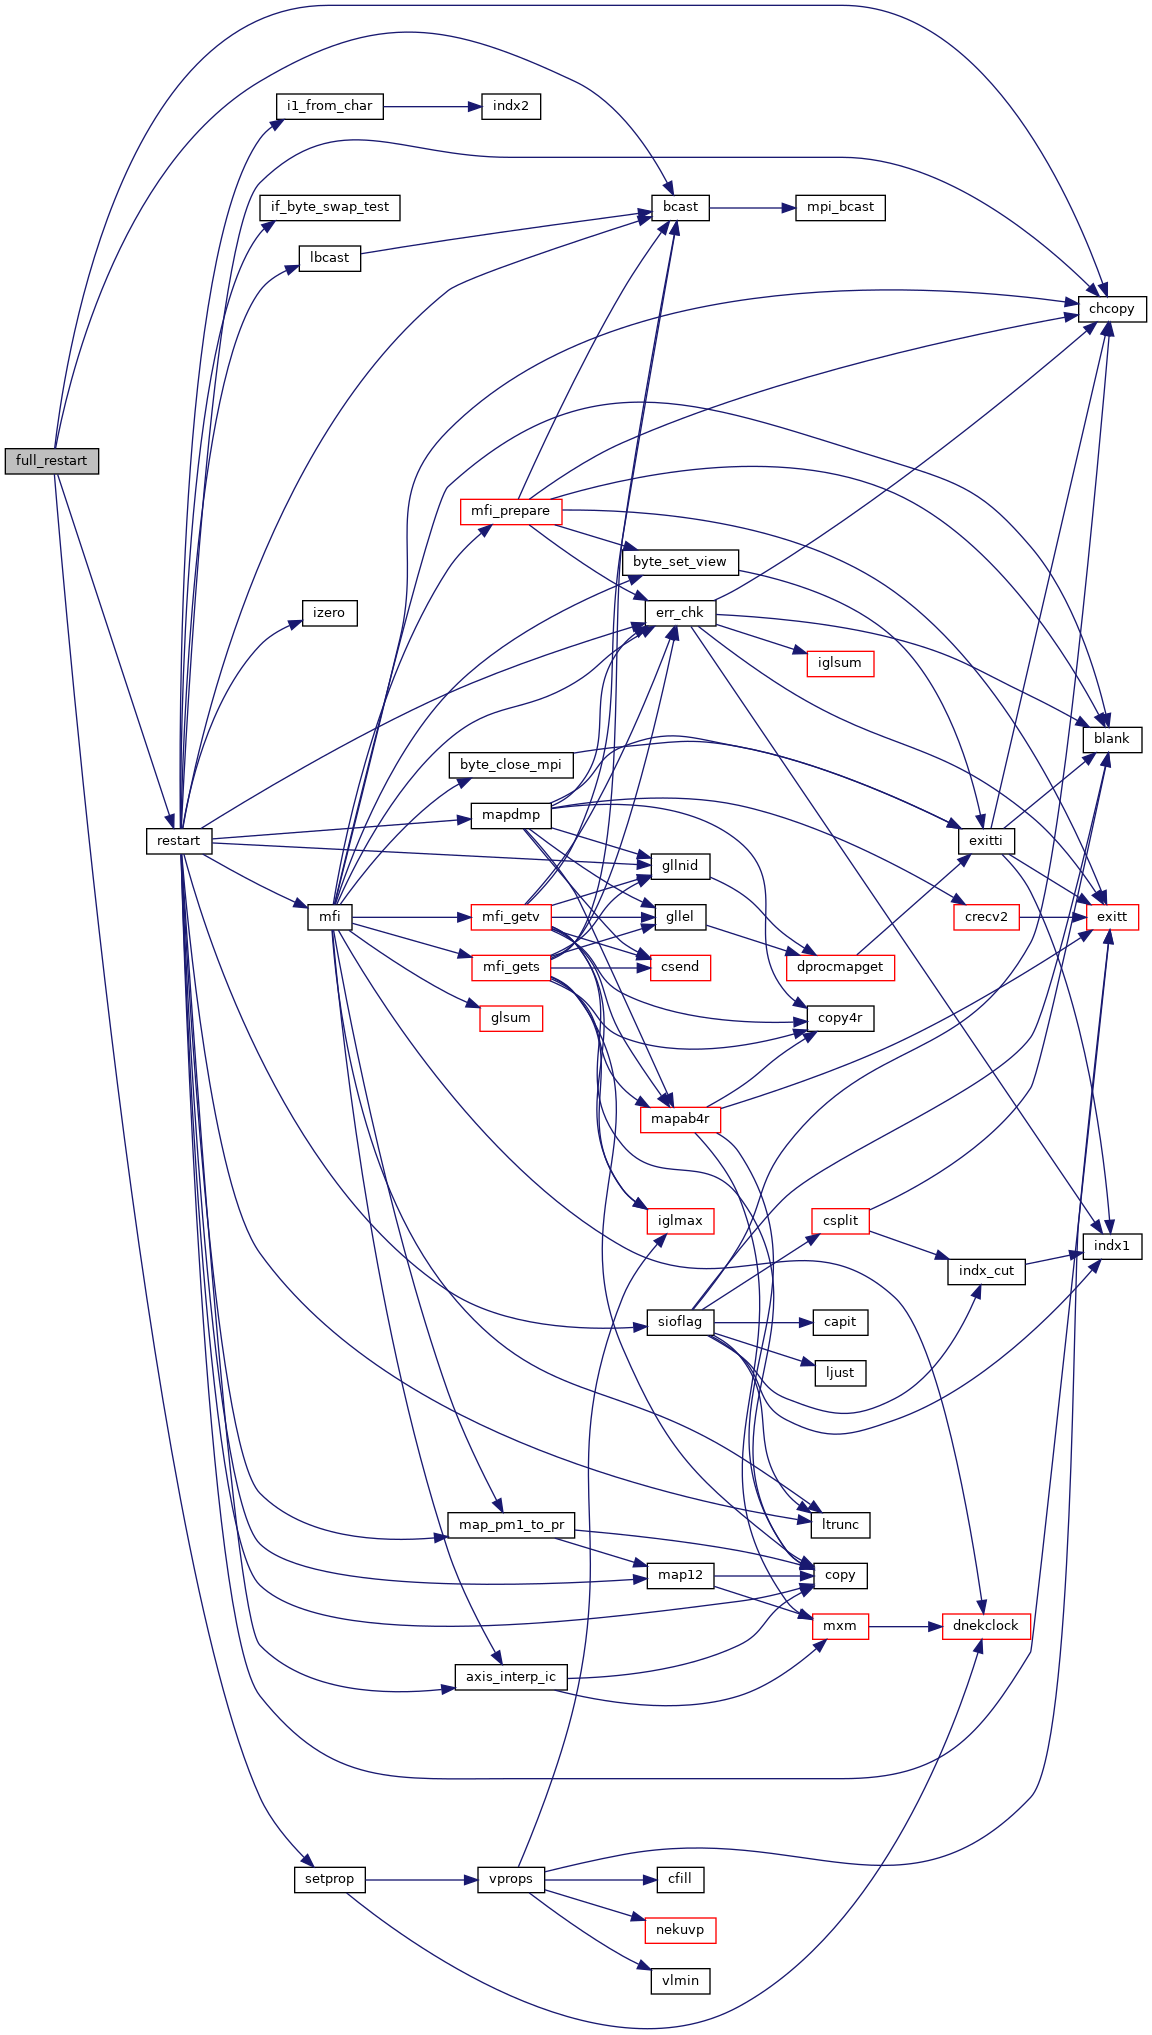 i1_from_char
indx2
if_byte_swap_test
bcast
mpi_bcast
lbcast
chcopy
full_restart
mfi_prepare
byte_set_view
izero
err_chk
iglsum
blank
byte_close_mpi
mapdmp
restart
exitti
gllnid
mfi
mfi_getv
gllel
crecv2
exitt
mfi_gets
csend
dprocmapget
glsum
copy4r
mapab4r
iglmax
csplit
indx1
indx_cut
sioflag
capit
ljust
map_pm1_to_pr
ltrunc
map12
copy
mxm
dnekclock
axis_interp_ic
setprop
vprops
cfill
nekuvp
vlmin